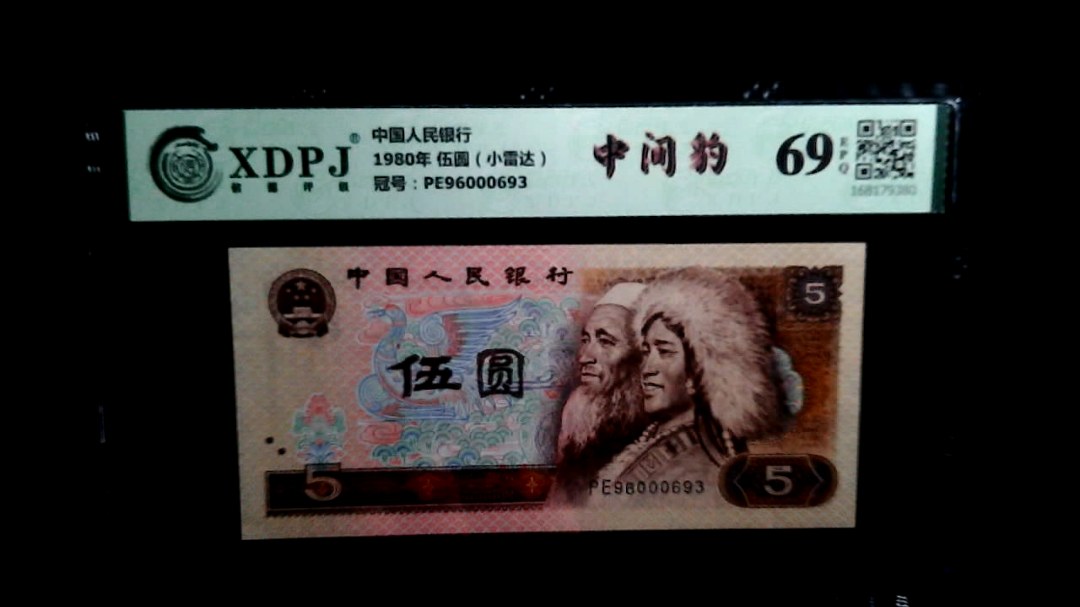 XDPJ®
中国人民银行
1980年 伍圆（小雷达）
冠号：PE96000693
中间豹
69
EPQ
168179380
中国人民银行
5
伍圆
5
PE96000693
5